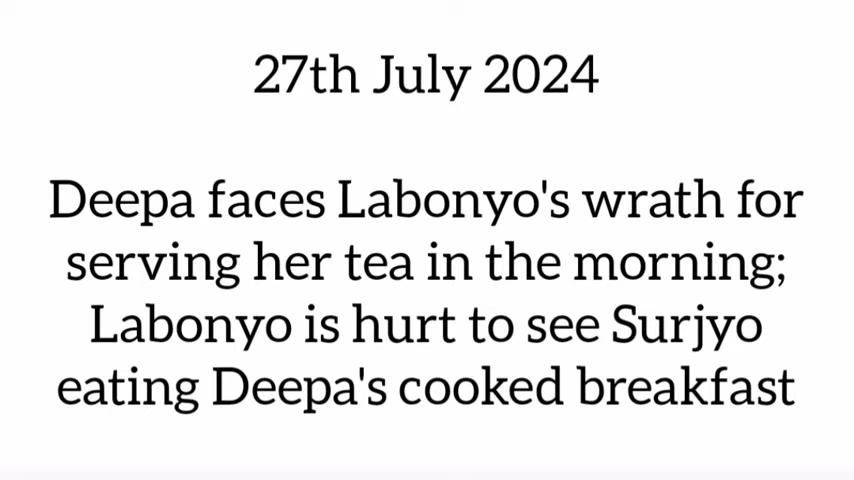 27th July 2024
Deepa faces Labonyo's wrath for
serving her tea in the morning;
Labonyo is hurt to see Surjyo
eating Deepa's cooked breakfast